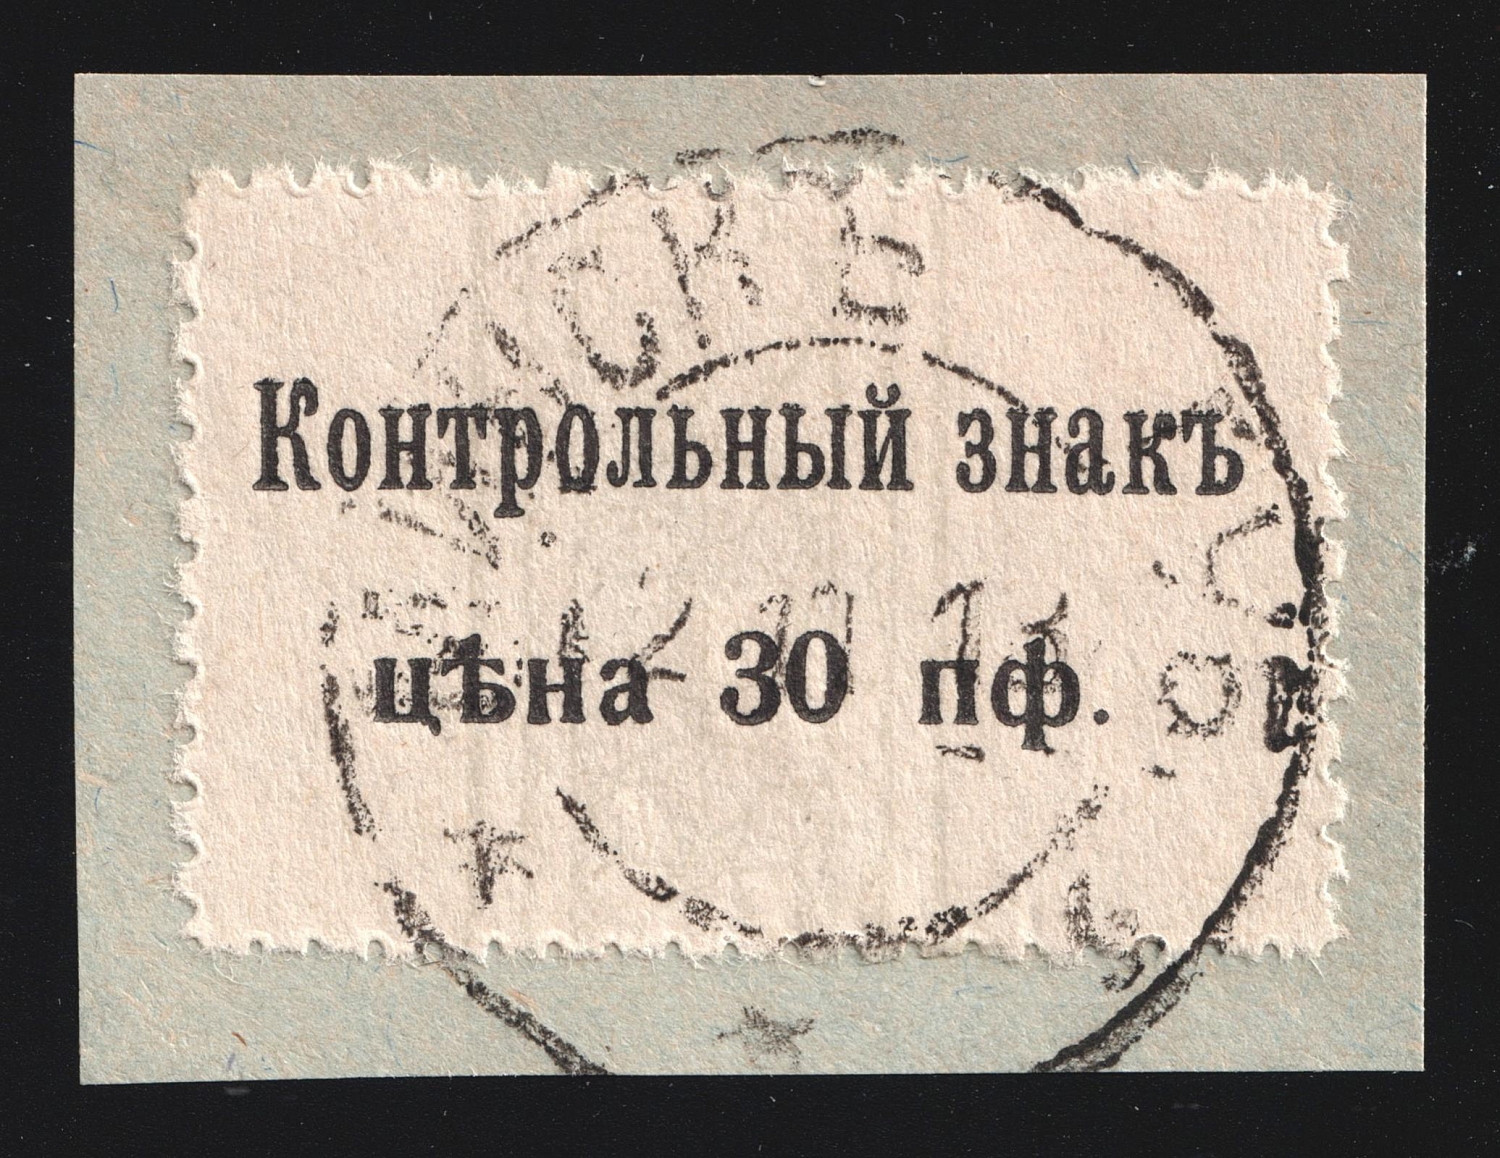 Контрольный знакъ
цѣна 30 пф.